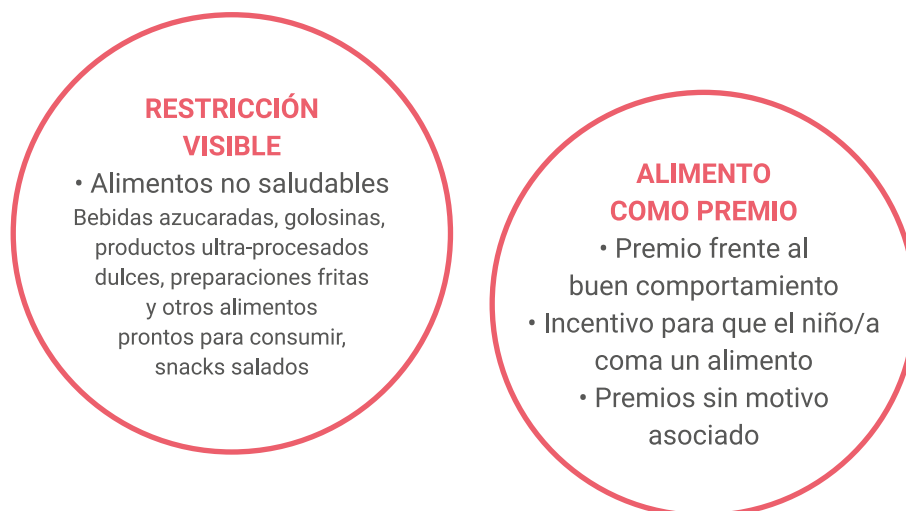 RESTRICCIÓN
VISIBLE
• Alimentos no saludables
Bebidas azucaradas, golosinas,
productos ultra-procesados
dulces, preparaciones fritas
y otros alimentos
prontos para consumir,
snacks salados
ALIMENTO
COMO PREMIO
• Premio frente al
buen comportamiento
• Incentivo para que el niño/a
coma un alimento
• Premios sin motivo
asociado